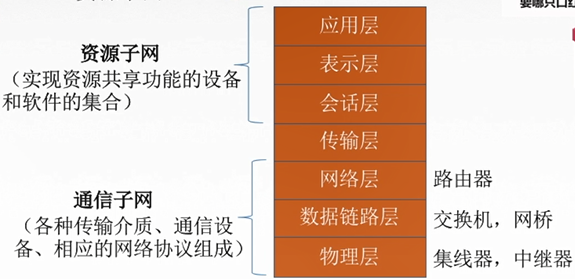 应用层
资源子网
表示层
（实现资源共享功能的设备
和软件的集合）
会话层
传输层
网络层
路由器
通信子网
数据链路层
交换机，网桥
（各种传输介质、通信设
备、相应的网络协议组成）
物理层
集线器，中继器